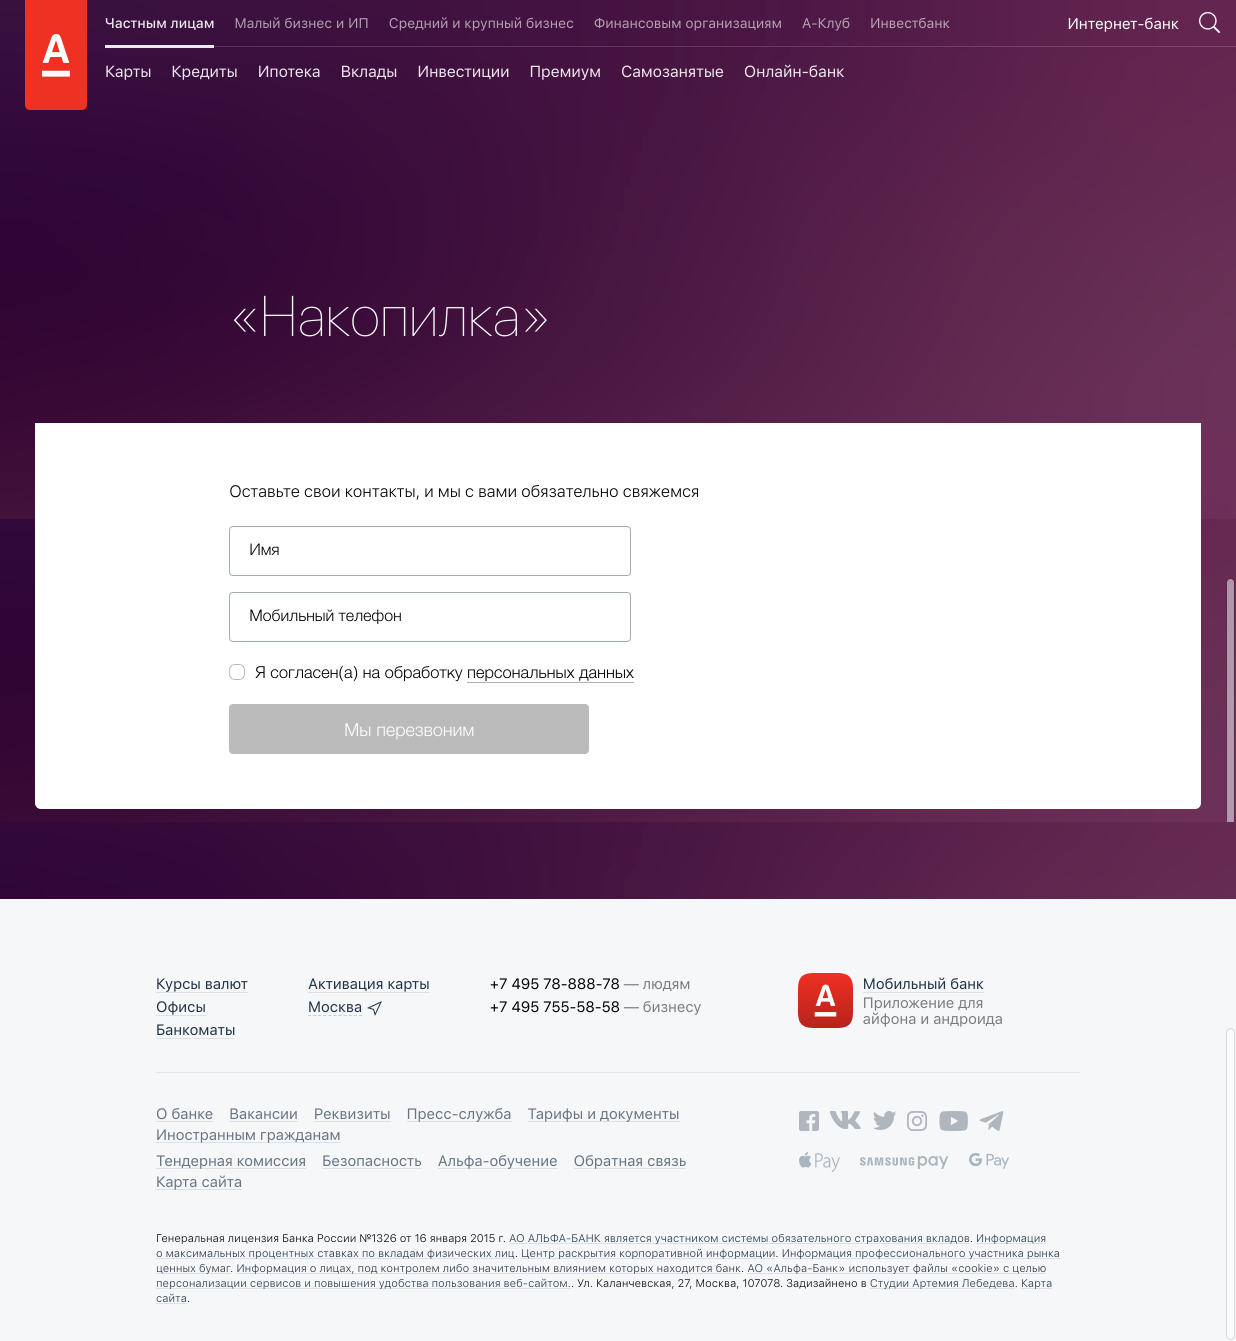 Частным лицам Малый бизнес и ИП Средний и крупный бизнес Финансовым организациям А-Клуб Инвестбанк Интернет-банк
А
Карты Кредиты Ипотека Вклады Инвестиции Премиум Самозанятые Онлайн-банк
«Накопилка»
Оставьте свои контакты, и мы с вами обязательно свяжемся
Имя
Мобильный телефон
Я согласен(а) на обработку персональных данных
Мы перезвоним
Курсы валют Активация карты +7 495 78-888-78 — людям А Мобильный банк
Офисы Москва +7 495 755-58-58 — бизнесу Приложение для
Банкоматы айфона и андроида
О банке Вакансии Реквизиты Пресс-служба Тарифы и документы
Иностранным гражданам
Тендерная комиссия Безопасность Альфа-обучение Обратная связь Pay SAMSUNG pay G Pay
Карта сайта
Генеральная лицензия Банка России №1326 от 16 января 2015 г. АО АЛЬФА-БАНК является участником системы обязательного страхования вкладов. Информация
о максимальных процентных ставках по вкладам физических лиц. Центр раскрытия корпоративной информации. Информация профессионального участника рынка
ценных бумаг. Информация о лицах, под контролем либо значительным влиянием которых находится банк. АО «Альфа-Банк» использует файлы «cookie» с целью
персонализации сервисов и повышения удобства пользования веб-сайтом.. Ул. Каланчевская, 27, Москва, 107078. Задизайнено в Студии Артемия Лебедева. Карта
сайта.